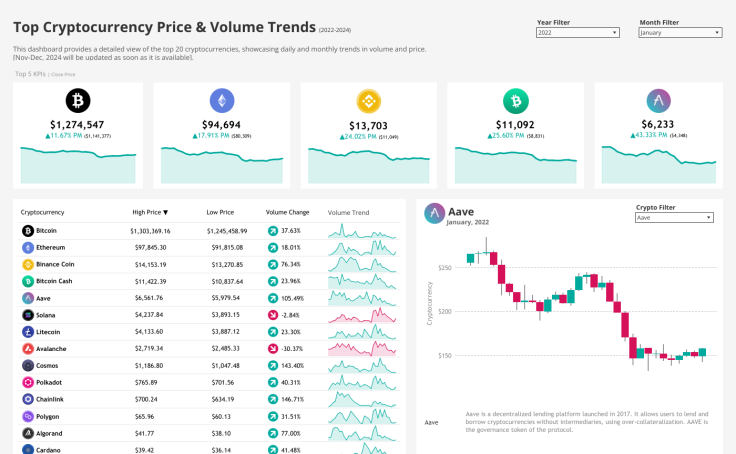 Top Cryptocurrency Price & Volume Trends (2022-2024)
Year Filter
Month Filter
2022
January
This dashboard provides a detailed view of the top 20 cryptocurrencies, showcasing daily and monthly trends in volume and price.
[Nov-Dec, 2024 will be updated as soon as it is available].
Top 5 KPIs | Close Price
$1,274,547
▲11.67% PM ($1,141,377)
$94,694
▲17.91% PM ($80,309)
$13,703
▲24.02% PM ($11,049)
$11,092
▲25.60% PM ($8,831)
$6,233
▲43.33% PM ($4,348)
Cryptocurrency High Price ▼ Low Price Volume Change Volume Trend
Bitcoin $1,303,369.16 $1,245,458.99 37.63%
Ethereum $97,845.30 $91,815.08 18.01%
Binance Coin $14,153.19 $13,270.85 76.34%
Bitcoin Cash $11,422.39 $10,837.64 23.96%
Aave $6,561.76 $5,979.54 105.49%
Solana $4,237.84 $3,893.15 -2.84%
Litecoin $4,133.60 $3,887.12 23.30%
Avalanche $2,719.34 $2,485.33 -30.37%
Cosmos $1,186.80 $1,047.48 143.40%
Polkadot $765.89 $701.56 40.31%
Chainlink $700.24 $634.19 146.71%
Polygon $65.96 $60.13 31.51%
Algorand $41.77 $38.10 77.00%
Cardano $39.42 $36.14 41.48%
Aave
January, 2022
Crypto Filter
Aave
Cryptocurrency
$250
$200
$150
Aave
Aave is a decentralized lending platform launched in 2017. It allows users to lend and
borrow cryptocurrencies without intermediaries, using over-collateralization. AAVE is
the governance token of the protocol.